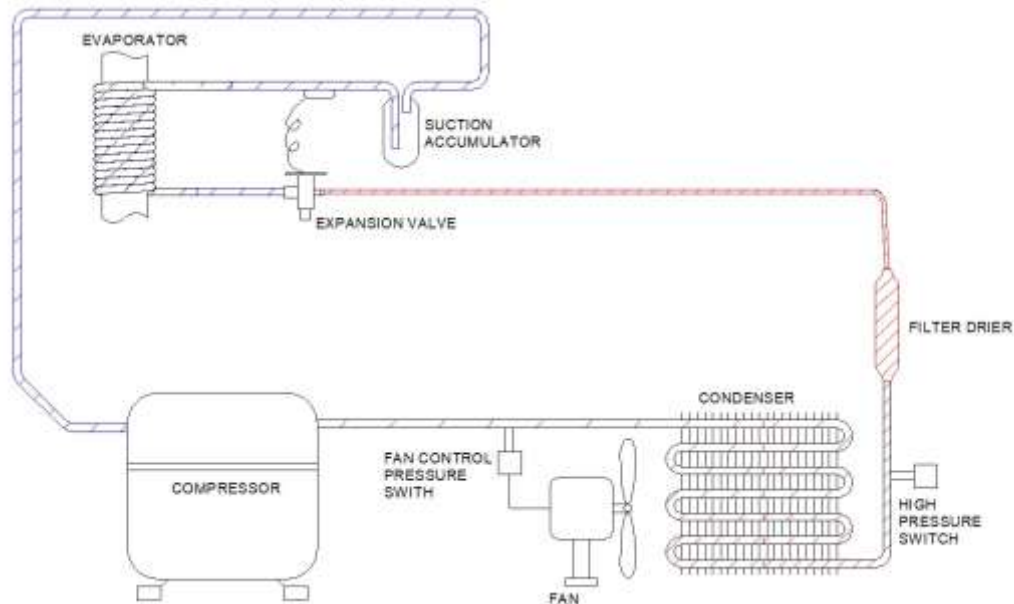 EVAPORATOR
SUCTION
ACCUMULATOR
EXPANSION VALVE
FILTER DRIER
CONDENSER
FAN CONTROL
PRESSURE
SWITH
COMPRESSOR
HIGH
PRESSURE
SWITCH
FAN